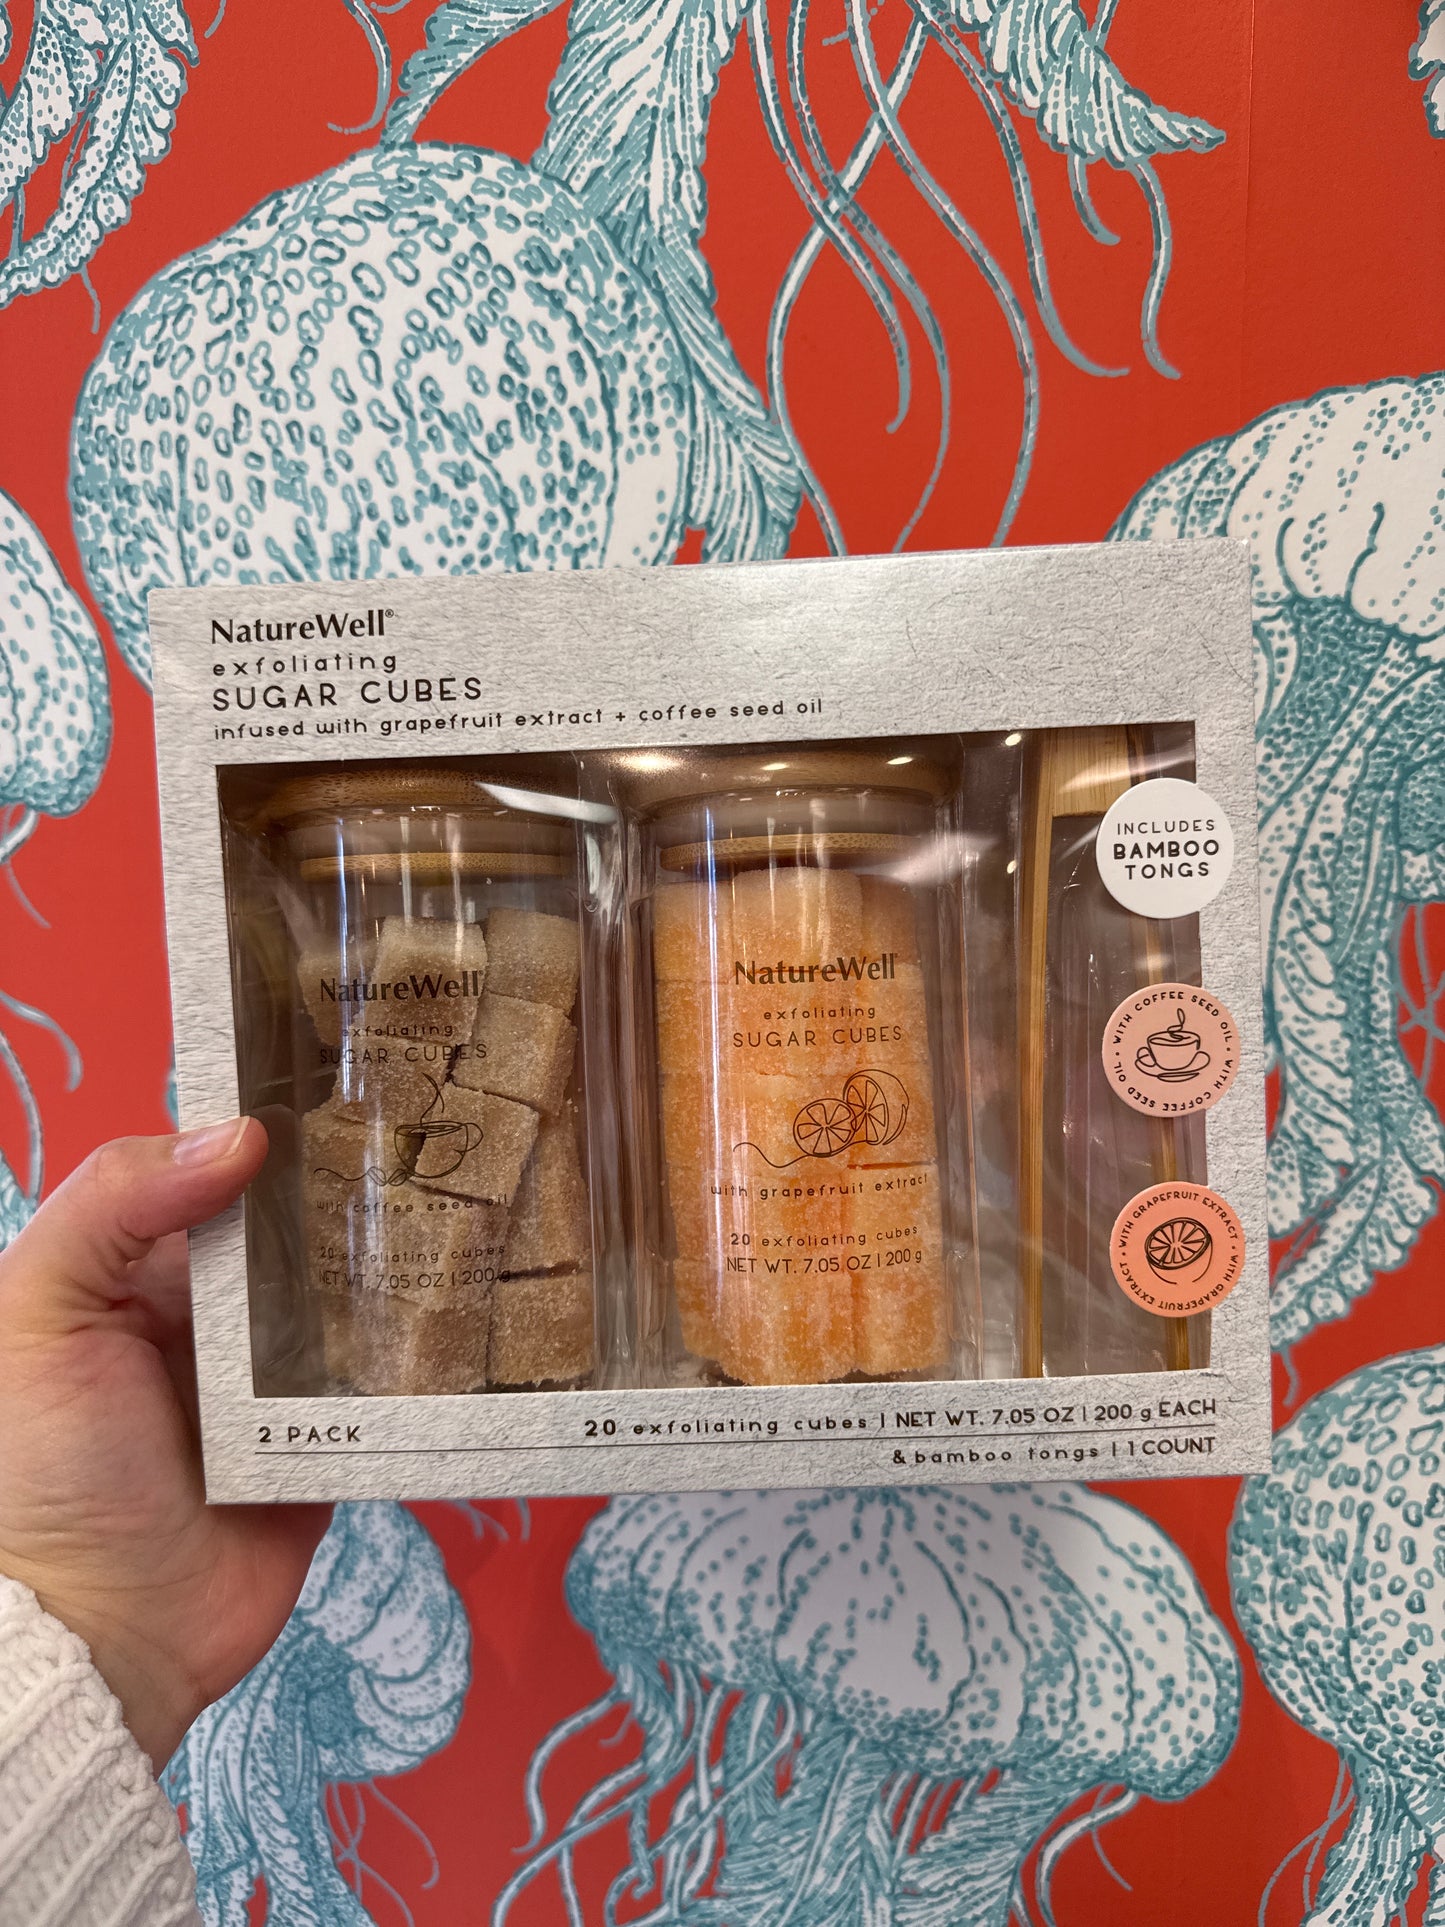 NatureWell®
exfoliating
SUGAR CUBES
infused with grapefruit extract + coffee seed oil
INCLUDES
BAMBOO
TONGS
NatureWell
exfoliating
SUGAR CUBES
with coffee seed oil
20 exfoliating cubes
NET WT. 7.05 OZ | 200 g
NatureWell
exfoliating
SUGAR CUBES
with grapefruit extract
20 exfoliating cubes
NET WT. 7.05 OZ | 200 g
• WITH COFFEE SEED OIL • WITH COFFEE SEED OIL
• WITH GRAPEFRUIT EXTRACT • WITH GRAPEFRUIT EXTRACT
2 PACK
20 exfoliating cubes | NET WT. 7.05 OZ | 200 g EACH
& bamboo tongs | 1 COUNT